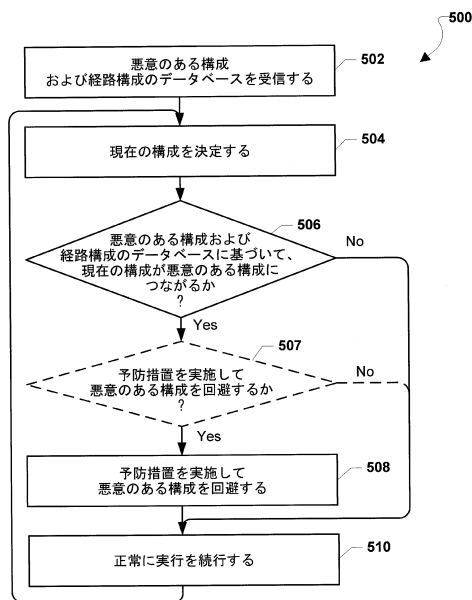 500
悪意のある構成
および経路構成のデータベースを受信する
502
現在の構成を決定する
504
506
悪意のある構成および
経路構成のデータベースに基づいて、
現在の構成が悪意のある構成に
つながるか
?
No
Yes
507
予防措置を実施して
悪意のある構成を回避するか
?
No
Yes
予防措置を実施して
悪意のある構成を回避する
508
正常に実行を続行する
510